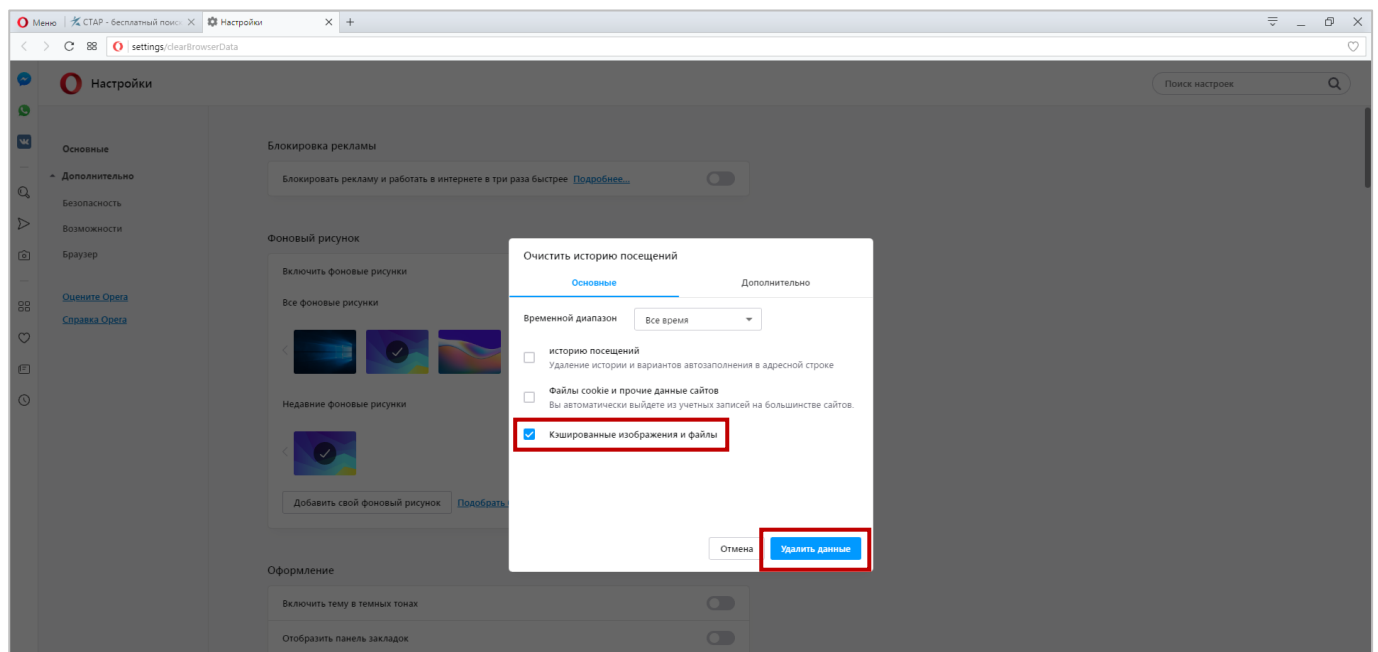 Меню
СТАР - бесплатный поиск
Настройки
settings/clearBrowserData
Настройки
Поиск настроек
Основные
Дополнительно
Безопасность
Возможности
Браузер
Оцените Opera
Справка Opera
Блокировка рекламы
Блокировать рекламу и работать в интернете в три раза быстрее Подробнее...
Фоновый рисунок
Включить фоновые рисунки
Все фоновые рисунки
Недавние фоновые рисунки
Добавить свой фоновый рисунок Подобрать
Оформление
Включить тему в темных тонах
Отобразить панель закладок
Очистить историю посещений
Основные Дополнительно
Временной диапазон Все время
историю посещений
Удаление истории и вариантов автозаполнения в адресной строке
Файлы cookie и прочие данные сайтов
Вы автоматически выйдете из учетных записей на большинстве сайтов.
Кэшированные изображения и файлы
Отмена Удалить данные